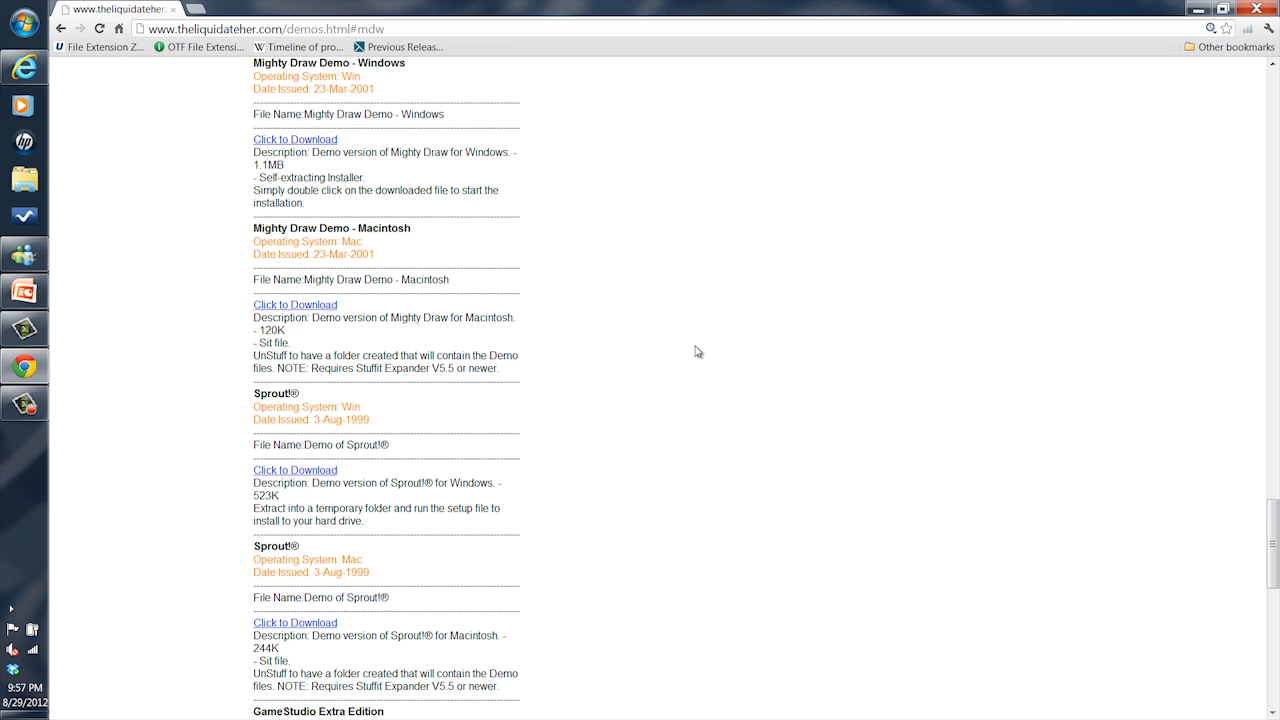 www.theliquidateher.com/
www.theliquidateher.com/demos.html#mdw
File Extension Z...
OTF File Extensi...
Timeline of pro...
Previous Releas...
Other bookmarks
Mighty Draw Demo - Windows
Operating System: Win
Date Issued: 23-Mar-2001
File Name:Mighty Draw Demo - Windows
Click to Download
Description: Demo version of Mighty Draw for Windows. -
1.1MB
- Self-extracting Installer.
Simply double click on the downloaded file to start the
installation.
Mighty Draw Demo - Macintosh
Operating System: Mac
Date Issued: 23-Mar-2001
File Name:Mighty Draw Demo - Macintosh
Click to Download
Description: Demo version of Mighty Draw for Macintosh.
- 120K
- Sit file.
UnStuff to have a folder created that will contain the Demo
files. NOTE: Requires Stuffit Expander V5.5 or newer.
Sprout!®
Operating System: Win
Date Issued: 3-Aug-1999
File Name:Demo of Sprout!®
Click to Download
Description: Demo version of Sprout!® for Windows. -
523K
Extract into a temporary folder and run the setup file to
install to your hard drive.
Sprout!®
Operating System: Mac
Date Issued: 3-Aug-1999
File Name:Demo of Sprout!®
Click to Download
Description: Demo version of Sprout!® for Macintosh. -
244K
- Sit file.
UnStuff to have a folder created that will contain the Demo
files. NOTE: Requires Stuffit Expander V5.5 or newer.
GameStudio Extra Edition
9:57 PM
8/29/2012